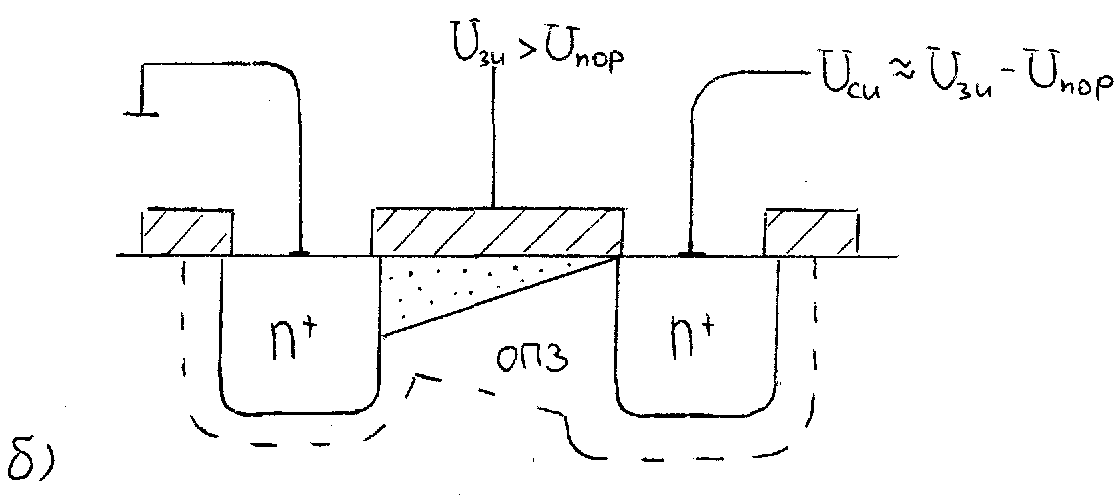 Uзи > Uпор
Uси ≈ Uзи - Uпор
n+
n+
ОПЗ
б)